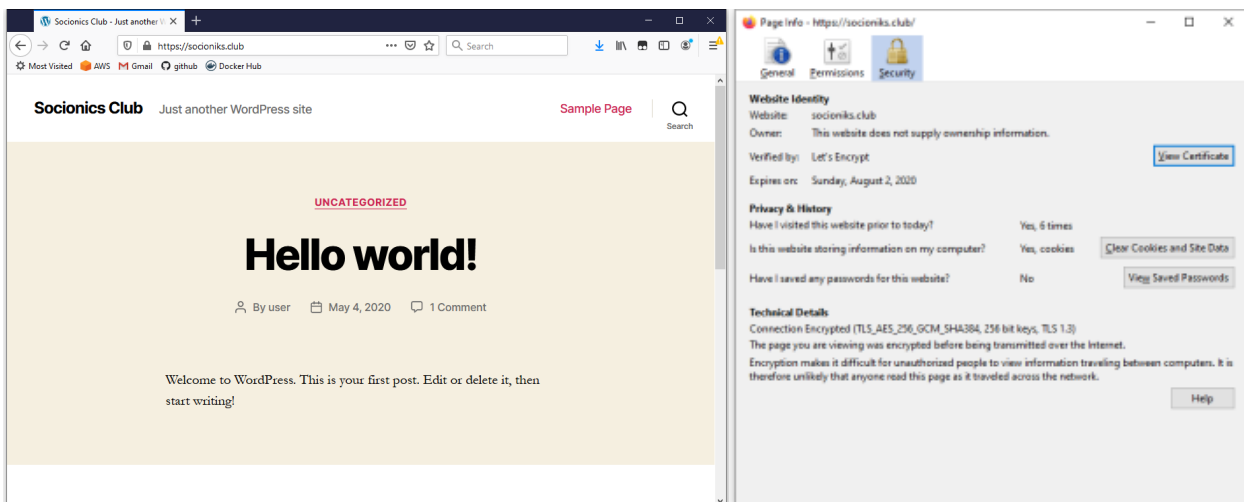 Socionics Club - Just another W
https://socioniks.club
Search
Most Visited AWS Gmail github Docker Hub
Socionics Club Just another WordPress site Sample Page
Search
UNCATEGORIZED
Hello world!
By user May 4, 2020 1 Comment
Welcome to WordPress. This is your first post. Edit or delete it, then
start writing!
Page Info - https://socioniks.club/
General Permissions Security
Website Identity
Website: socioniks.club
Owner: This website does not supply ownership information.
Verified by: Let's Encrypt View Certificate
Expires on: Sunday, August 2, 2020
Privacy & History
Have I visited this website prior to today? Yes, 6 times
Is this website storing information on my computer? Yes, cookies Clear Cookies and Site Data
Have I saved any passwords for this website? No View Saved Passwords
Technical Details
Connection Encrypted (TLS_AES_256_GCM_SHA384, 256 bit keys, TLS 1.3)
The page you are viewing was encrypted before being transmitted over the Internet.
Encryption makes it difficult for unauthorized people to view information traveling between computers. It is
therefore unlikely that anyone read this page as it traveled across the network.
Help